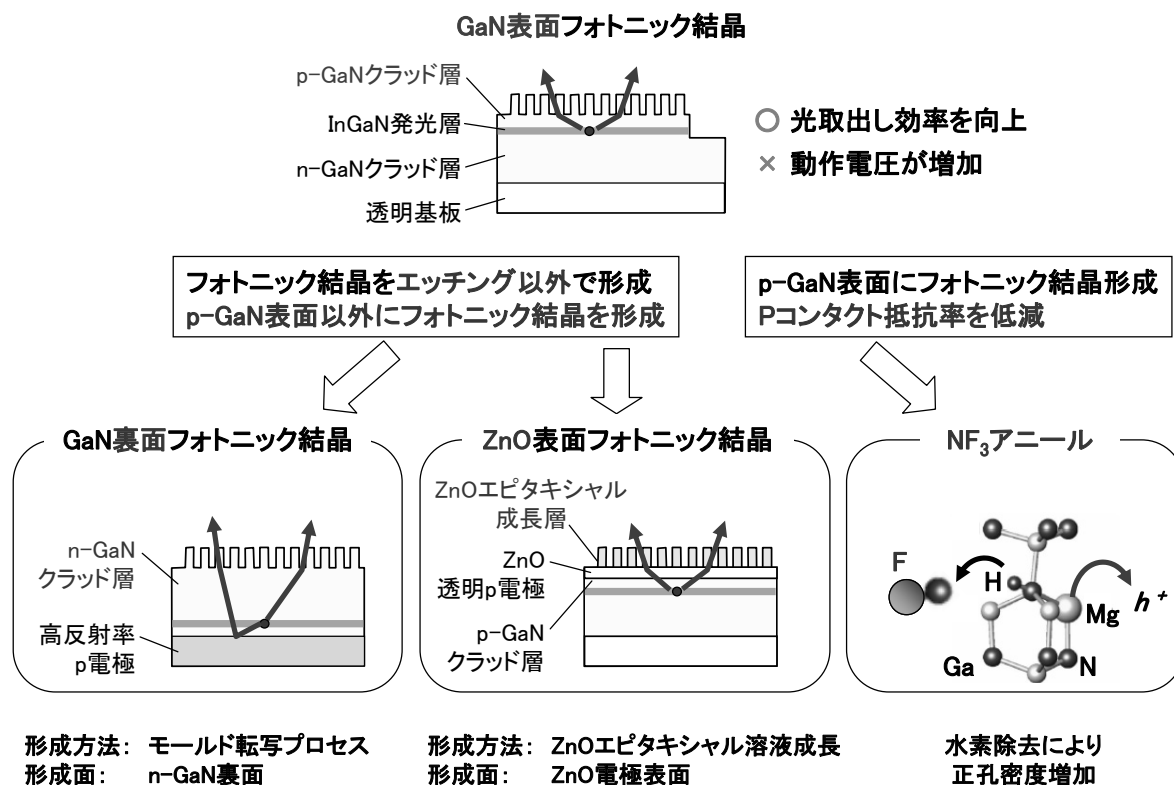 GaN表面フォトニック結晶
p-GaNクラッド層
InGaN発光層
n-GaNクラッド層
透明基板
○ 光取出し効率を向上
× 動作電圧が増加
フォトニック結晶をエッチング以外で形成
p-GaN表面以外にフォトニック結晶を形成
p-GaN表面にフォトニック結晶形成
Pコンタクト抵抗率を低減
GaN裏面フォトニック結晶
n-GaN
クラッド層
高反射率
p電極
形成方法: モールド転写プロセス
形成面: n-GaN裏面
ZnO表面フォトニック結晶
ZnOエピタキシャル
成長層
ZnO
透明p電極
p-GaN
クラッド層
形成方法: ZnOエピタキシャル溶液成長
形成面: ZnO電極表面
NF₃アニール
F
H
h⁺
Mg
Ga
N
水素除去により
正孔密度増加